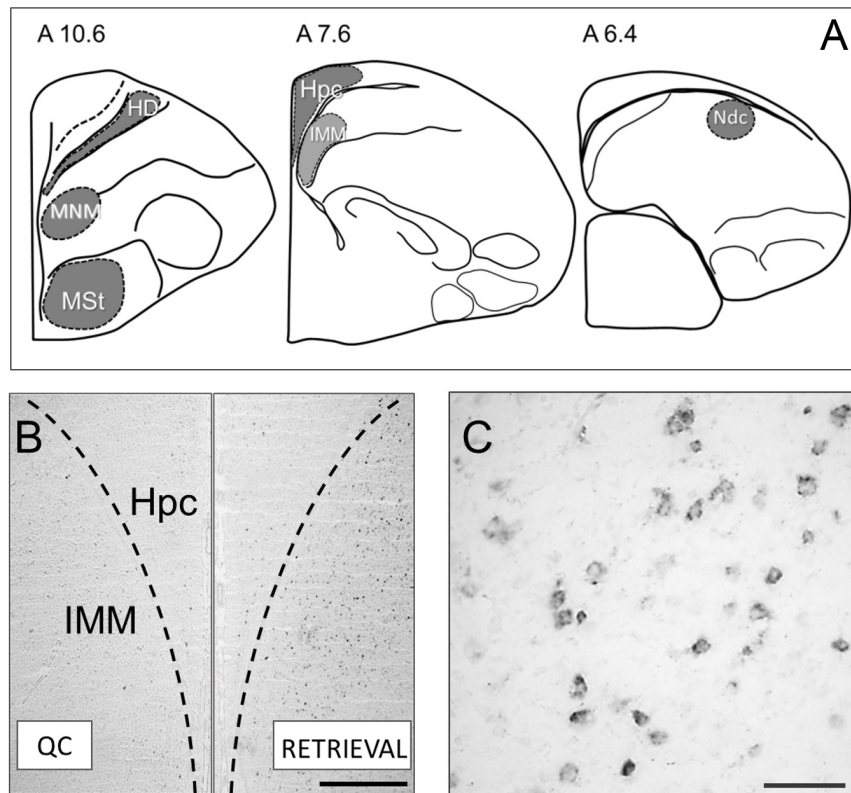 A 10.6
A 7.6
A 6.4
A
HD
MNM
MSt
Hpc
IMM
Ndc
B
Hpc
IMM
QC
RETRIEVAL
C